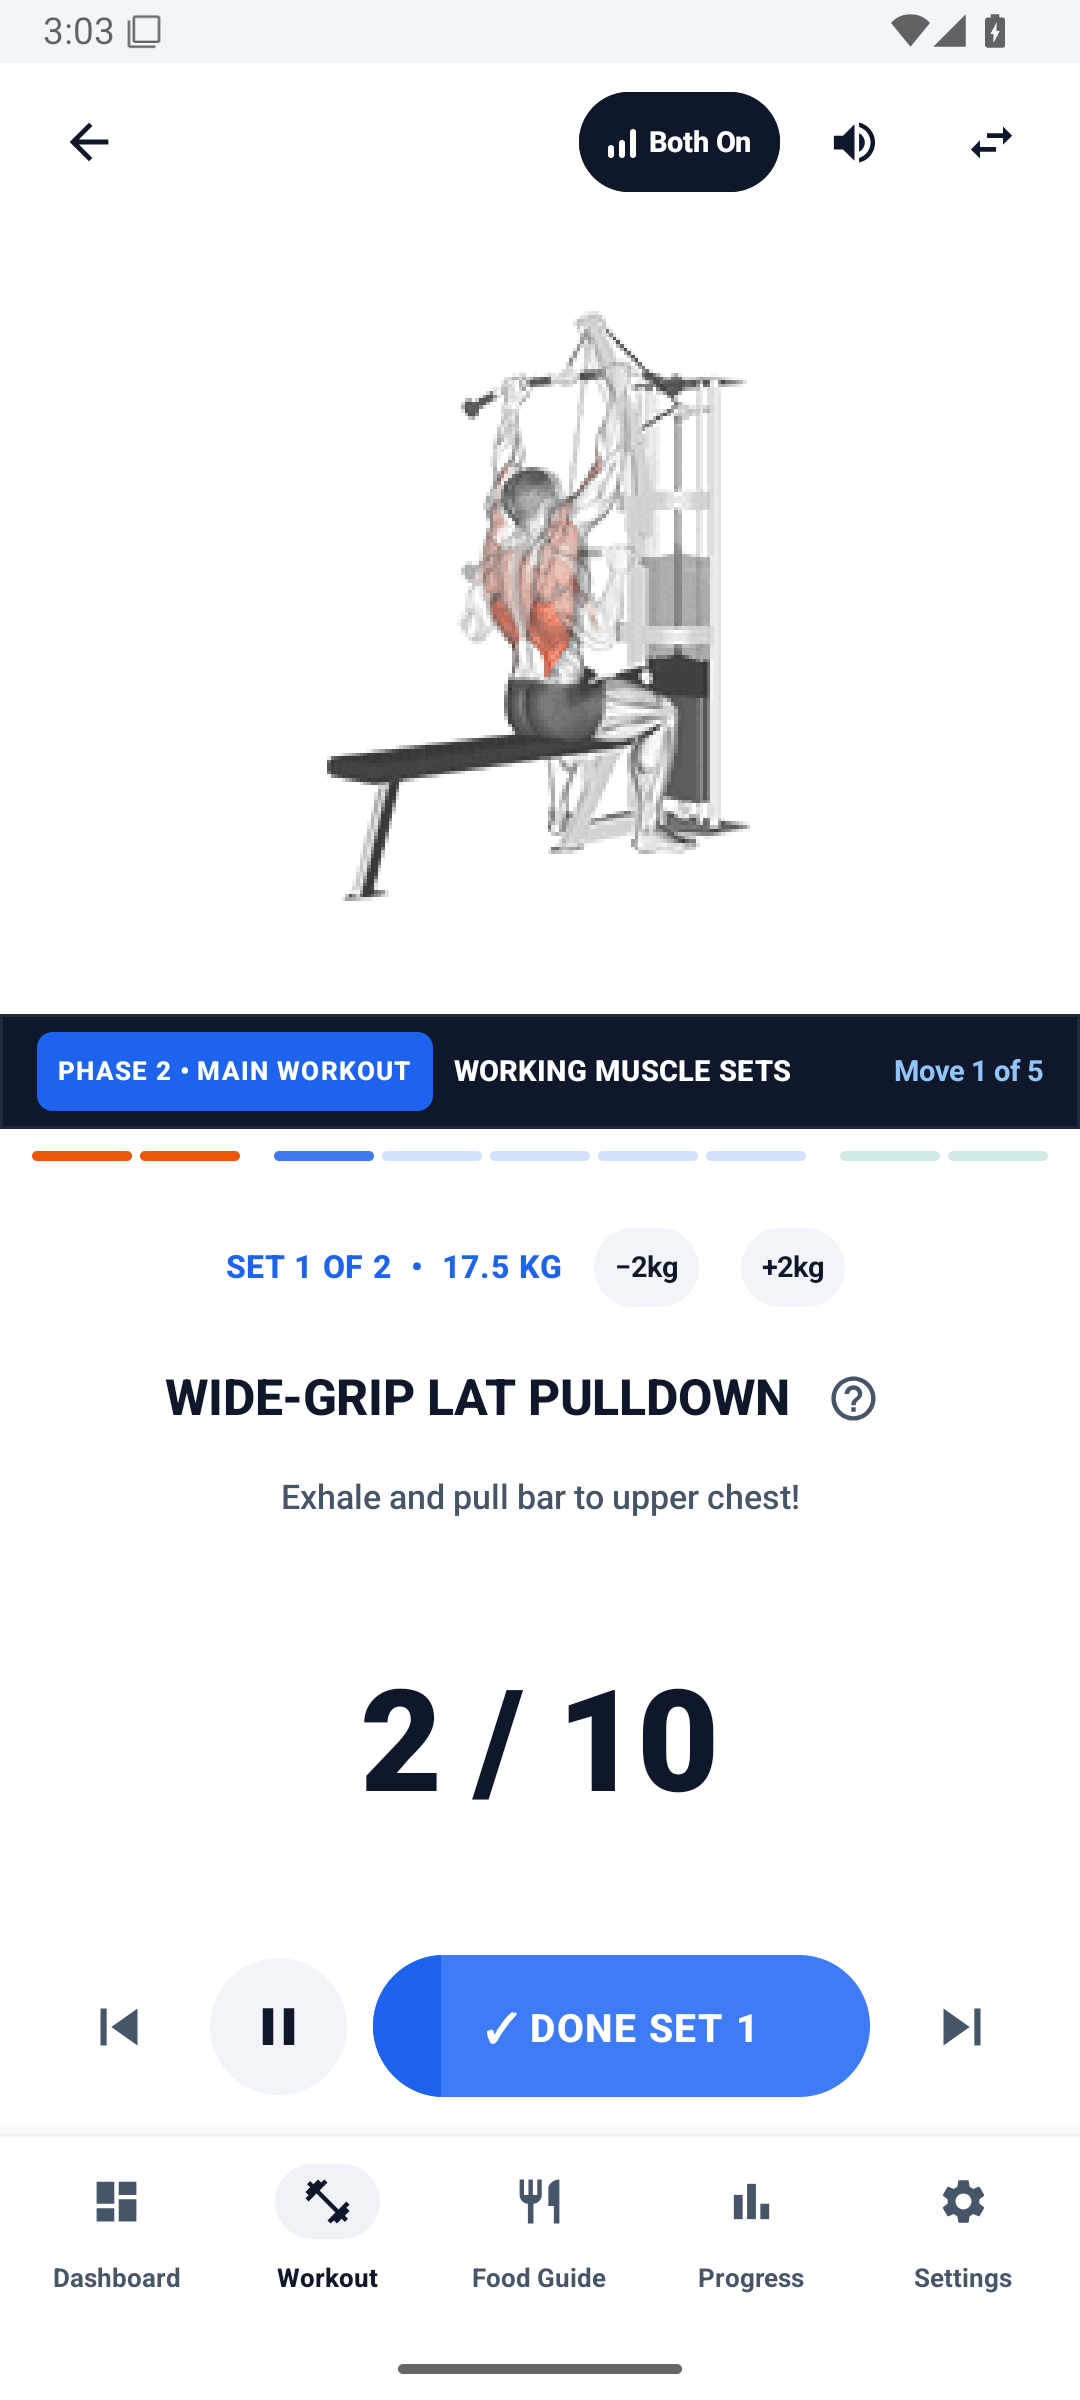 3:03
Both On
PHASE 2 • MAIN WORKOUT
WORKING MUSCLE SETS
Move 1 of 5
SET 1 OF 2 • 17.5 KG
−2kg
+2kg
WIDE-GRIP LAT PULLDOWN
Exhale and pull bar to upper chest!
2 / 10
✓ DONE SET 1
Dashboard
Workout
Food Guide
Progress
Settings